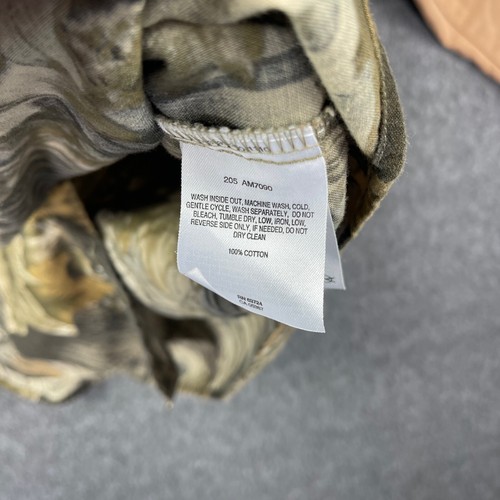 205 AM7090
WASH INSIDE OUT, MACHINE WASH, COLD,
GENTLE CYCLE, WASH SEPARATELY, DO NOT
BLEACH, TUMBLE DRY, LOW, IRON, LOW,
REVERSE SIDE ONLY, IF NEEDED, DO NOT
DRY CLEAN
100% COTTON